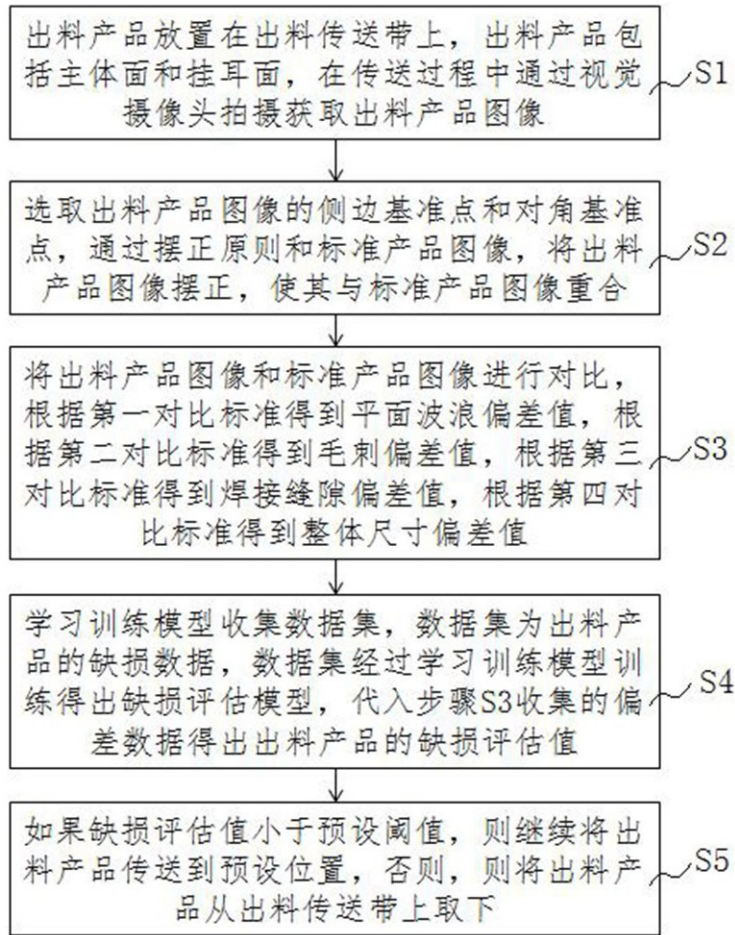 出料产品放置在出料传送带上，出料产品包
括主体面和挂耳面，在传送过程中通过视觉
摄像头拍摄获取出料产品图像
S1
选取出料产品图像的侧边基准点和对角基准
点，通过摆正原则和标准产品图像，将出料
产品图像摆正，使其与标准产品图像重合
S2
将出料产品图像和标准产品图像进行对比，
根据第一对比标准得到平面波浪偏差值，根
据第二对比标准得到毛刺偏差值，根据第三
对比标准得到焊接缝隙偏差值，根据第四对
比标准得到整体尺寸偏差值
S3
学习训练模型收集数据集，数据集为出料产
品的缺损数据，数据集经过学习训练模型训
练得出缺损评估模型，代入步骤S3收集的偏
差数据得出出料产品的缺损评估值
S4
如果缺损评估值小于预设阈值，则继续将出
料产品传送到预设位置，否则，则将出料产
品从出料传送带上取下
S5